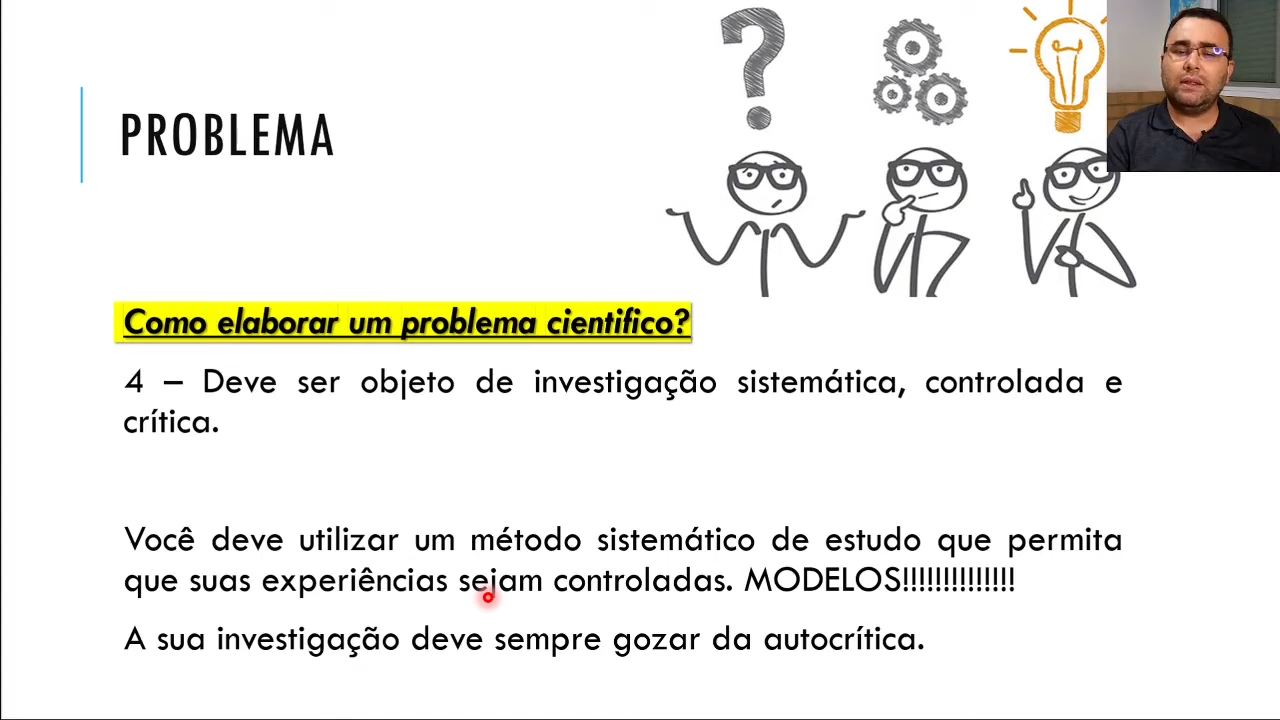 PROBLEMA
Como elaborar um problema cientifico?
4 – Deve ser objeto de investigação sistemática, controlada e
crítica.
Você deve utilizar um método sistemático de estudo que permita
que suas experiências sejam controladas. MODELOS!!!!!!!!!!!!!!
A sua investigação deve sempre gozar da autocrítica.